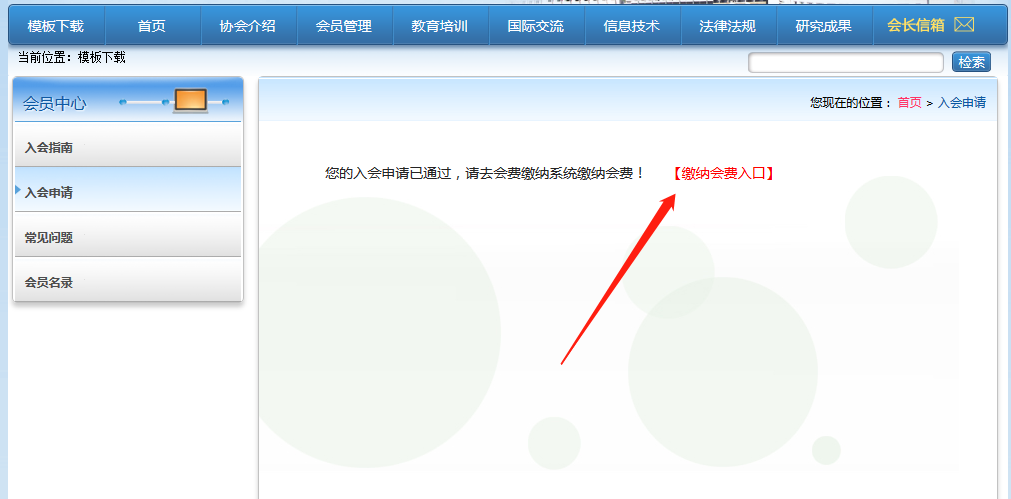 模板下载 首页 协会介绍 会员管理 教育培训 国际交流 信息技术 法律法规 研究成果 会长信箱
当前位置：模板下载
检索
会员中心
您现在的位置： 首页 > 入会申请
入会指南
入会申请
常见问题
会员名录
您的入会申请已通过，请去会费缴纳系统缴纳会费！ 【缴纳会费入口】